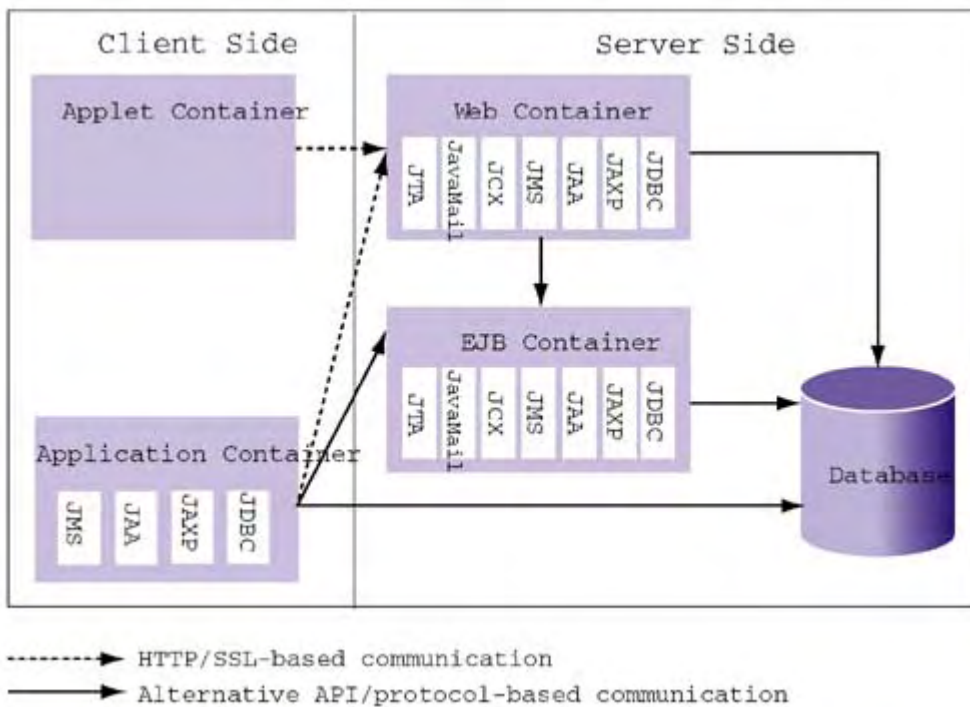 Client Side
Server Side
Applet Container
Web Container
JTA
JavaMail
JCX
JMS
JAA
JAXP
JDBC
EJB Container
JTA
JavaMail
JCX
JMS
JAA
JAXP
JDBC
Application Container
JMS
JAA
JAXP
JDBC
Database
HTTP/SSL-based communication
Alternative API/protocol-based communication